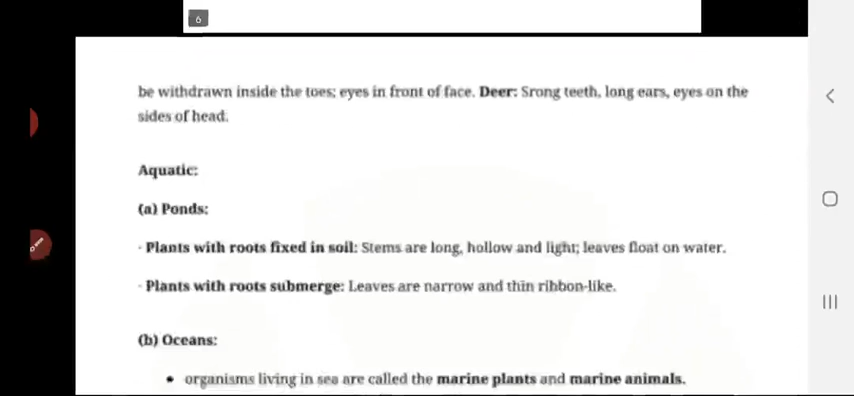 6
be withdrawn inside the toes; eyes in front of face. Deer: Srong teeth, long ears, eyes on the
sides of head.
Aquatic:
(a) Ponds:
· Plants with roots fixed in soil: Stems are long, hollow and light; leaves float on water.
· Plants with roots submerge: Leaves are narrow and thin ribbon-like.
(b) Oceans:
• organisms living in sea are called the marine plants and marine animals.